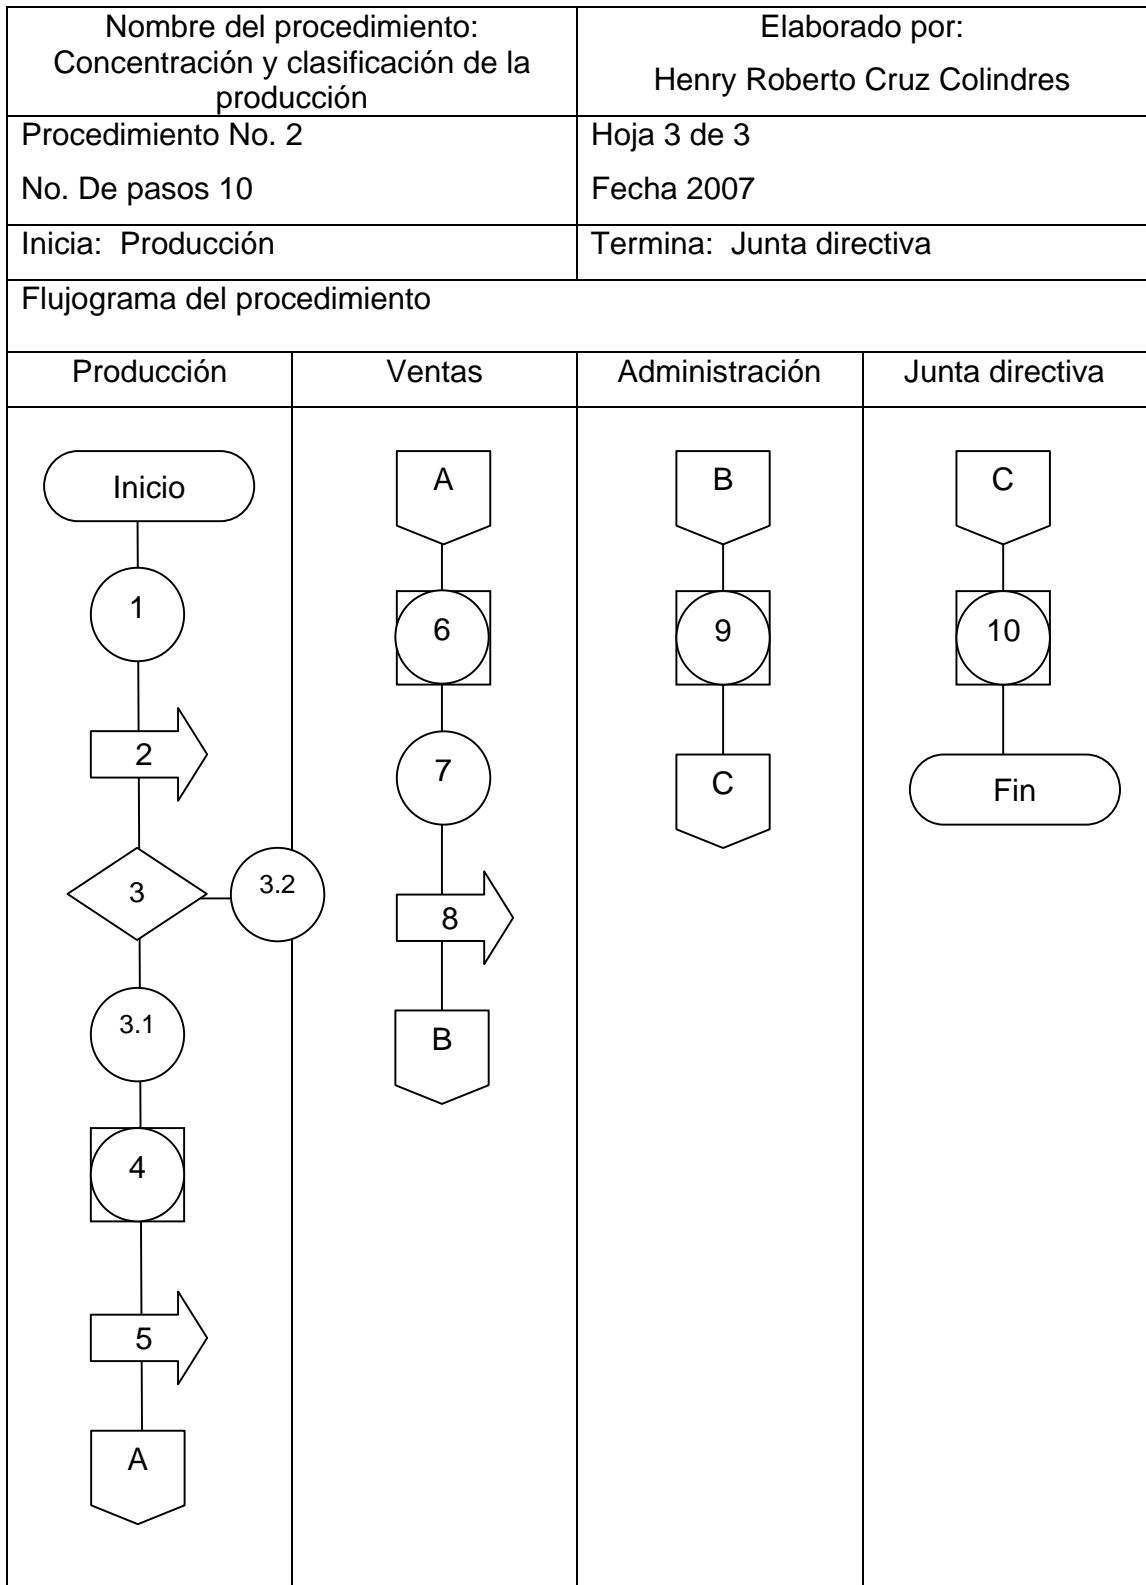 Nombre del procedimiento:
Concentración y clasificación de la
producción
Elaborado por:
Henry Roberto Cruz Colindres
Procedimiento No. 2
No. De pasos 10
Hoja 3 de 3
Fecha 2007
Inicia: Producción
Termina: Junta directiva
Flujograma del procedimiento
Producción
Ventas
Administración
Junta directiva
Inicio
1
2
3
3.2
3.1
4
5
A
A
6
7
8
B
B
9
C
C
10
Fin